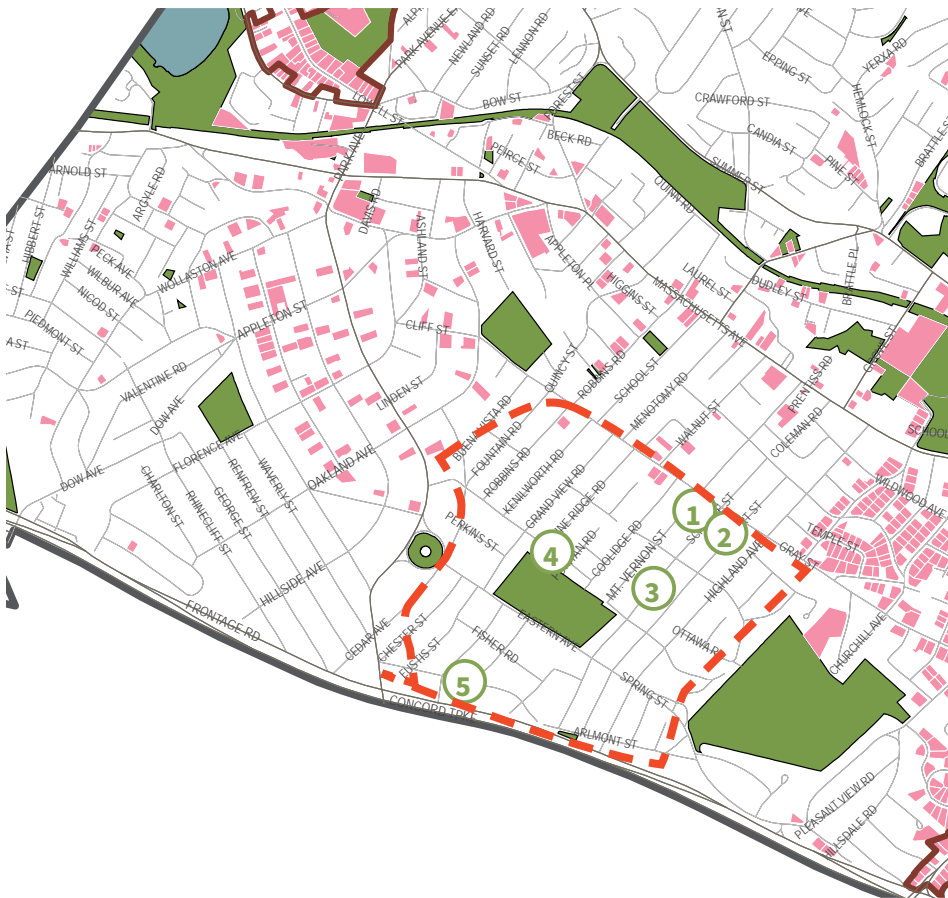 PARK AVENUE E
NEWLAND RD
SUNSET RD
LENNON RD
EPPING ST
YERXA RD
LOWELL ST
BOW ST
FOREST ST
CRAWFORD ST
HEMLOCK ST
CANDIA ST
BECK RD
PARK AVE
PEIRCE ST
SUMMER ST
PINE ST
BRATTLE
ARNOLD ST
ARGYLE RD
DAVIS RD
QUINN RD
HIBBERT ST
WILLIAMS ST
ASHLAND ST
HARVARD ST
PECK AVE
WOLLASTON AVE
APPLETON PL
WILBUR AVE
NICOD ST
HIGGINS ST
LAUREL ST
DUDLEY ST
BRATTLE PL
MASSACHUSETTS AVE
PIEDMONT ST
APPLETON ST
CLIFF ST
A ST
VALENTINE RD
QUINCY ST
ROBBINS RD
SCHOOL ST
PRENTISS RD
DOW AVE
LINDEN ST
MENOTOMY RD
WALNUT ST
COLEMAN RD
SCHOOL
BUENA VISTA RD
FOUNTAIN RD
ROBBINS RD
KENILWORTH RD
GRAND VIEW RD
FLORENCE AVE
OAKLAND AVE
DOW AVE
CHARLTON ST
RHINECLIFF ST
GEORGE ST
RENFREW ST
WAVERLY ST
WILDWOOD AVE
PERKINS ST
NE RIDGE RD
COOLIDGE RD
MT. VERNON ST
1
2
TEMPLE ST
GRAY ST
HIGHLAND AVE
4
3
HILLSIDE AVE
FRONTAGE RD
CEDAR AVE
CHESTER ST
EUSTIS ST
FISHER RD
EASTERN AVE
OTTAWA R
CHURCHILL AVE
SPRING ST
5
CONCORD TPKE
ARLMONT ST
PLEASANT VIEW RD
HILLSDALE RD